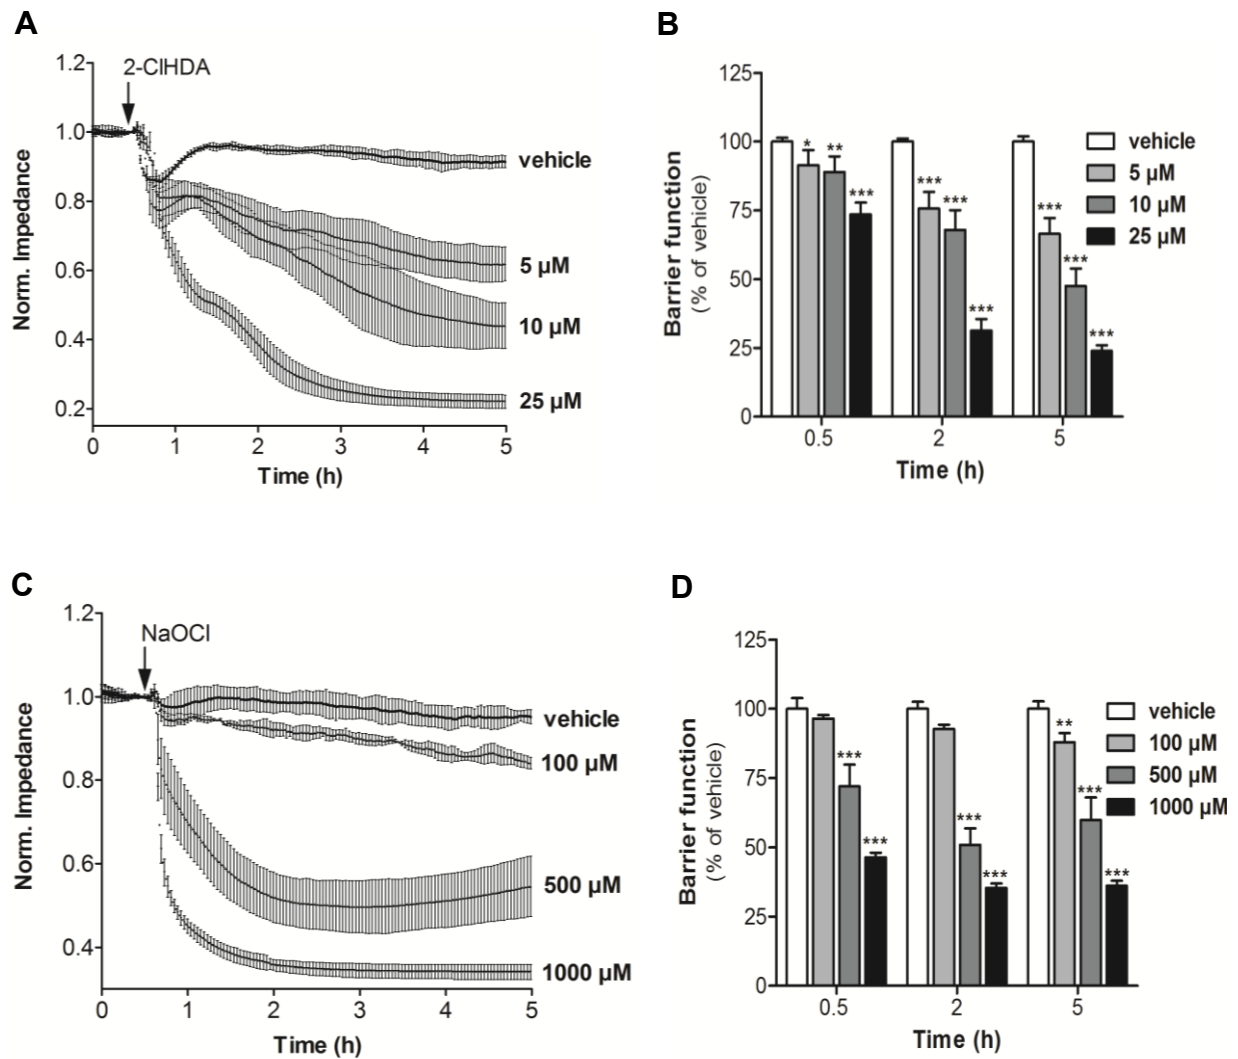 A
1.2
2-ClHDA
1.0
0.8
0.6
0.4
0.2
Norm. Impedance
vehicle
5 µM
10 µM
25 µM
0 1 2 3 4 5
Time (h)
B
125
100
75
50
25
0
Barrier function
(% of vehicle)
* ** ***
*** *** ***
*** *** ***
vehicle
5 µM
10 µM
25 µM
0.5 2 5
Time (h)
C
1.2
NaOCl
1.0
0.8
0.6
0.4
Norm. Impedance
vehicle
100 µM
500 µM
1000 µM
0 1 2 3 4 5
Time (h)
D
125
100
75
50
25
0
Barrier function
(% of vehicle)
*** ***
*** ***
** *** ***
vehicle
100 µM
500 µM
1000 µM
0.5 2 5
Time (h)